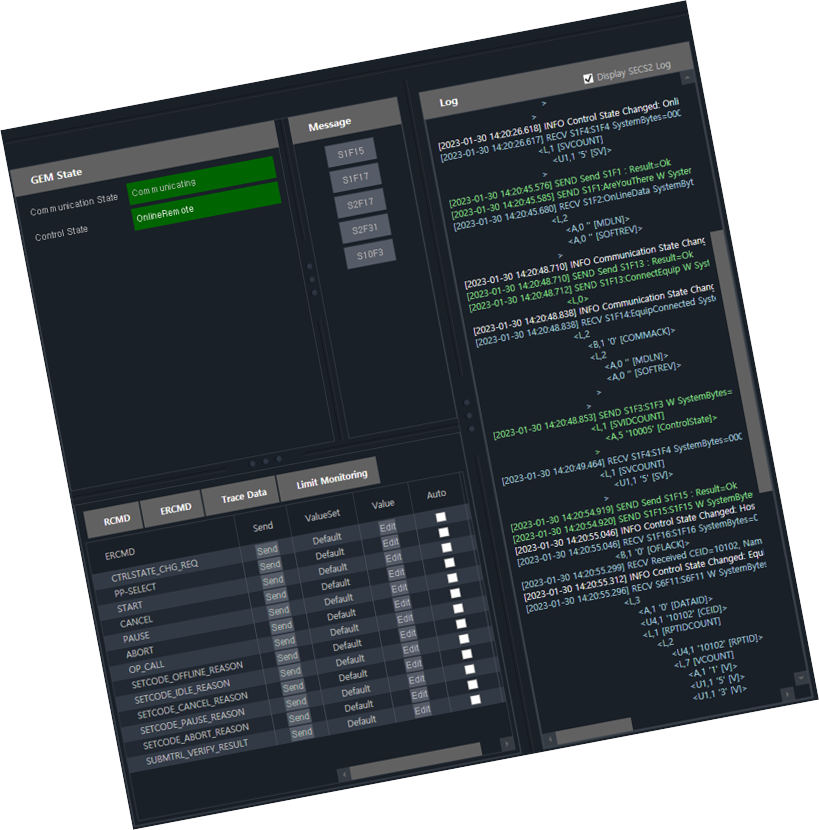 GEM State
Communication State Communicating
Control State OnlineRemote
Message
S1F15
S1F17
S2F17
S2F31
S10F3
RCMD ERCMD Trace Data Limit Monitoring
ERCMD Send ValueSet Value Auto
CTRLSTATE_CHG_REQ Send Default Edit
PP-SELECT Send Default Edit
START Send Default Edit
CANCEL Send Default Edit
PAUSE Send Default Edit
ABORT Send Default Edit
OP_CALL Send Default Edit
SETCODE_OFFLINE_REASON Send Default Edit
SETCODE_IDLE_REASON Send Default Edit
SETCODE_CANCEL_REASON Send Default Edit
SETCODE_PAUSE_REASON Send Default Edit
SETCODE_ABORT_REASON Send Default Edit
SUBMTRL_VERIFY_RESULT Send Default Edit
Log Display SECS2 Log
>
>
[2023-01-30 14:20:26.618] INFO Control State Changed: Onli
[2023-01-30 14:20:26.617] RECV S1F4:S1F4 SystemBytes=00C
<L,1 [SVCOUNT]
<U1,1 '5' [SV]>
>
[2023-01-30 14:20:45.576] SEND Send S1F1 : Result=Ok
[2023-01-30 14:20:45.585] SEND S1F1:AreYouThere W Syster
[2023-01-30 14:20:45.680] RECV S1F2:OnLineData SystemByt
<L,2
<A,0 '' [MDLN]>
<A,0 '' [SOFTREV]>
>
[2023-01-30 14:20:48.710] INFO Communication State Chang
[2023-01-30 14:20:48.710] SEND Send S1F13 : Result=Ok
[2023-01-30 14:20:48.712] SEND S1F13:ConnectEquip W Syst
<L,0>
[2023-01-30 14:20:48.838] INFO Communication State Chang
[2023-01-30 14:20:48.838] RECV S1F14:EquipConnected Syst
<L,2
<B,1 '0' [COMMACK]>
<L,2
<A,0 '' [MDLN]>
<A,0 '' [SOFTREV]>
>
>
[2023-01-30 14:20:48.853] SEND S1F3:S1F3 W SystemBytes=
<L,1 [SVIDCOUNT]
<A,5 '10005' [ControlState]>
>
[2023-01-30 14:20:49.464] RECV S1F4:S1F4 SystemBytes=00C
<L,1 [SVCOUNT]
<U1,1 '5' [SV]>
>
[2023-01-30 14:20:54.919] SEND Send S1F15 : Result=Ok
[2023-01-30 14:20:54.920] SEND S1F15:S1F15 W SystemByte
[2023-01-30 14:20:55.046] INFO Control State Changed: Hos
[2023-01-30 14:20:55.046] RECV S1F16:S1F16 SystemBytes=C
<B,1 '0' [OFLACK]>
[2023-01-30 14:20:55.299] RECV Received CEID=10102, Nam
[2023-01-30 14:20:55.312] INFO Control State Changed: Equi
[2023-01-30 14:20:55.296] RECV S6F11:S6F11 W SystemBytes
<L,3
<A,1 '0' [DATAID]>
<U4,1 '10102' [CEID]>
<L,1 [RPTIDCOUNT]
<L,2
<U4,1 '10102' [RPTID]>
<L,7 [VCOUNT]
<A,1 '1' [V]>
<U1,1 '5' [V]>
<U1,1 '3' [V]>